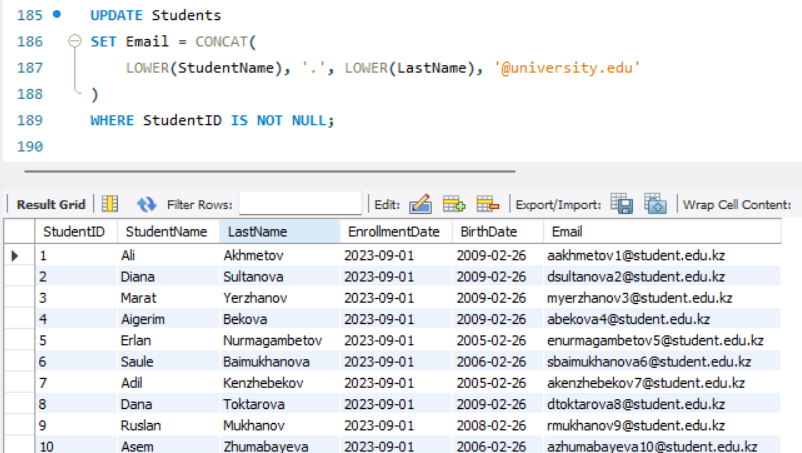 185 UPDATE Students
186 SET Email = CONCAT(
187 LOWER(StudentName), '.', LOWER(LastName), '@university.edu'
188 )
189 WHERE StudentID IS NOT NULL;
190
Result Grid Filter Rows: Edit: Export/Import: Wrap Cell Content:
StudentID StudentName LastName EnrollmentDate BirthDate Email
1 Ali Akhmetov 2023-09-01 2009-02-26 aakhmetov1@student.edu.kz
2 Diana Sultanova 2023-09-01 2009-02-26 dsultanova2@student.edu.kz
3 Marat Yerzhanov 2023-09-01 2009-02-26 myerzhanov3@student.edu.kz
4 Aigerim Bekova 2023-09-01 2009-02-26 abekova4@student.edu.kz
5 Erlan Nurmagambetov 2023-09-01 2005-02-26 enurmagambetov5@student.edu.kz
6 Saule Baimukhanova 2023-09-01 2006-02-26 sbaimukhanova6@student.edu.kz
7 Adil Kenzhebekov 2023-09-01 2005-02-26 akenzhebekov7@student.edu.kz
8 Dana Toktarova 2023-09-01 2009-02-26 dtoktarova8@student.edu.kz
9 Ruslan Mukhanov 2023-09-01 2008-02-26 rmukhanov9@student.edu.kz
10 Asem Zhumabayeva 2023-09-01 2006-02-26 azhumabayeva10@student.edu.kz